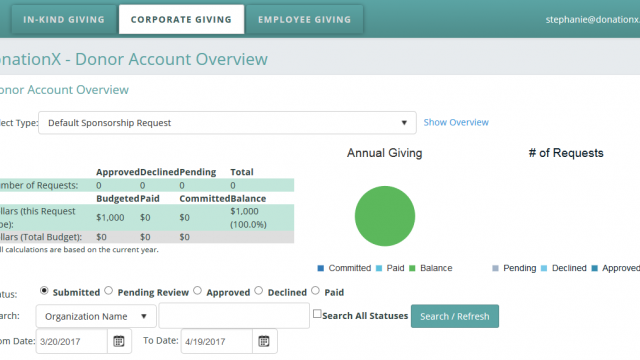 IN-KIND GIVING CORPORATE GIVING EMPLOYEE GIVING stephanie@donationx
onationX - Donor Account Overview
onor Account Overview
lect Type: Default Sponsorship Request Show Overview
Annual Giving # of Requests
Approved Declined Pending Total
umber of Requests: 0 0 0 0
Budgeted Paid Committed Balance
ollars (this Request $1,000 $0 $0 $1,000
pe): (100.0%)
ollars (Total Budget): $0 $0 $0
ll calculations are based on the current year.
Committed Paid Balance Pending Declined Approved
atus: Submitted Pending Review Approved Declined Paid
arch: Organization Name Search All Statuses Search / Refresh
om Date: 3/20/2017 To Date: 4/19/2017